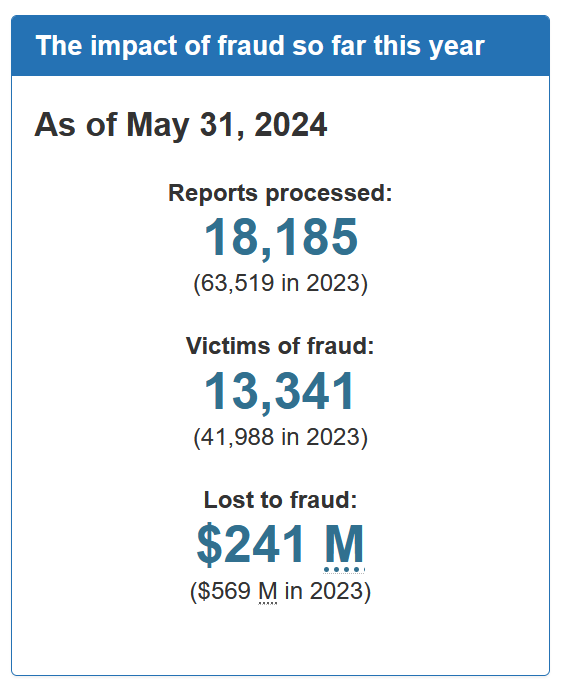 The impact of fraud so far this year
As of May 31, 2024
Reports processed:
18,185
(63,519 in 2023)
Victims of fraud:
13,341
(41,988 in 2023)
Lost to fraud:
$241 M
($569 M in 2023)